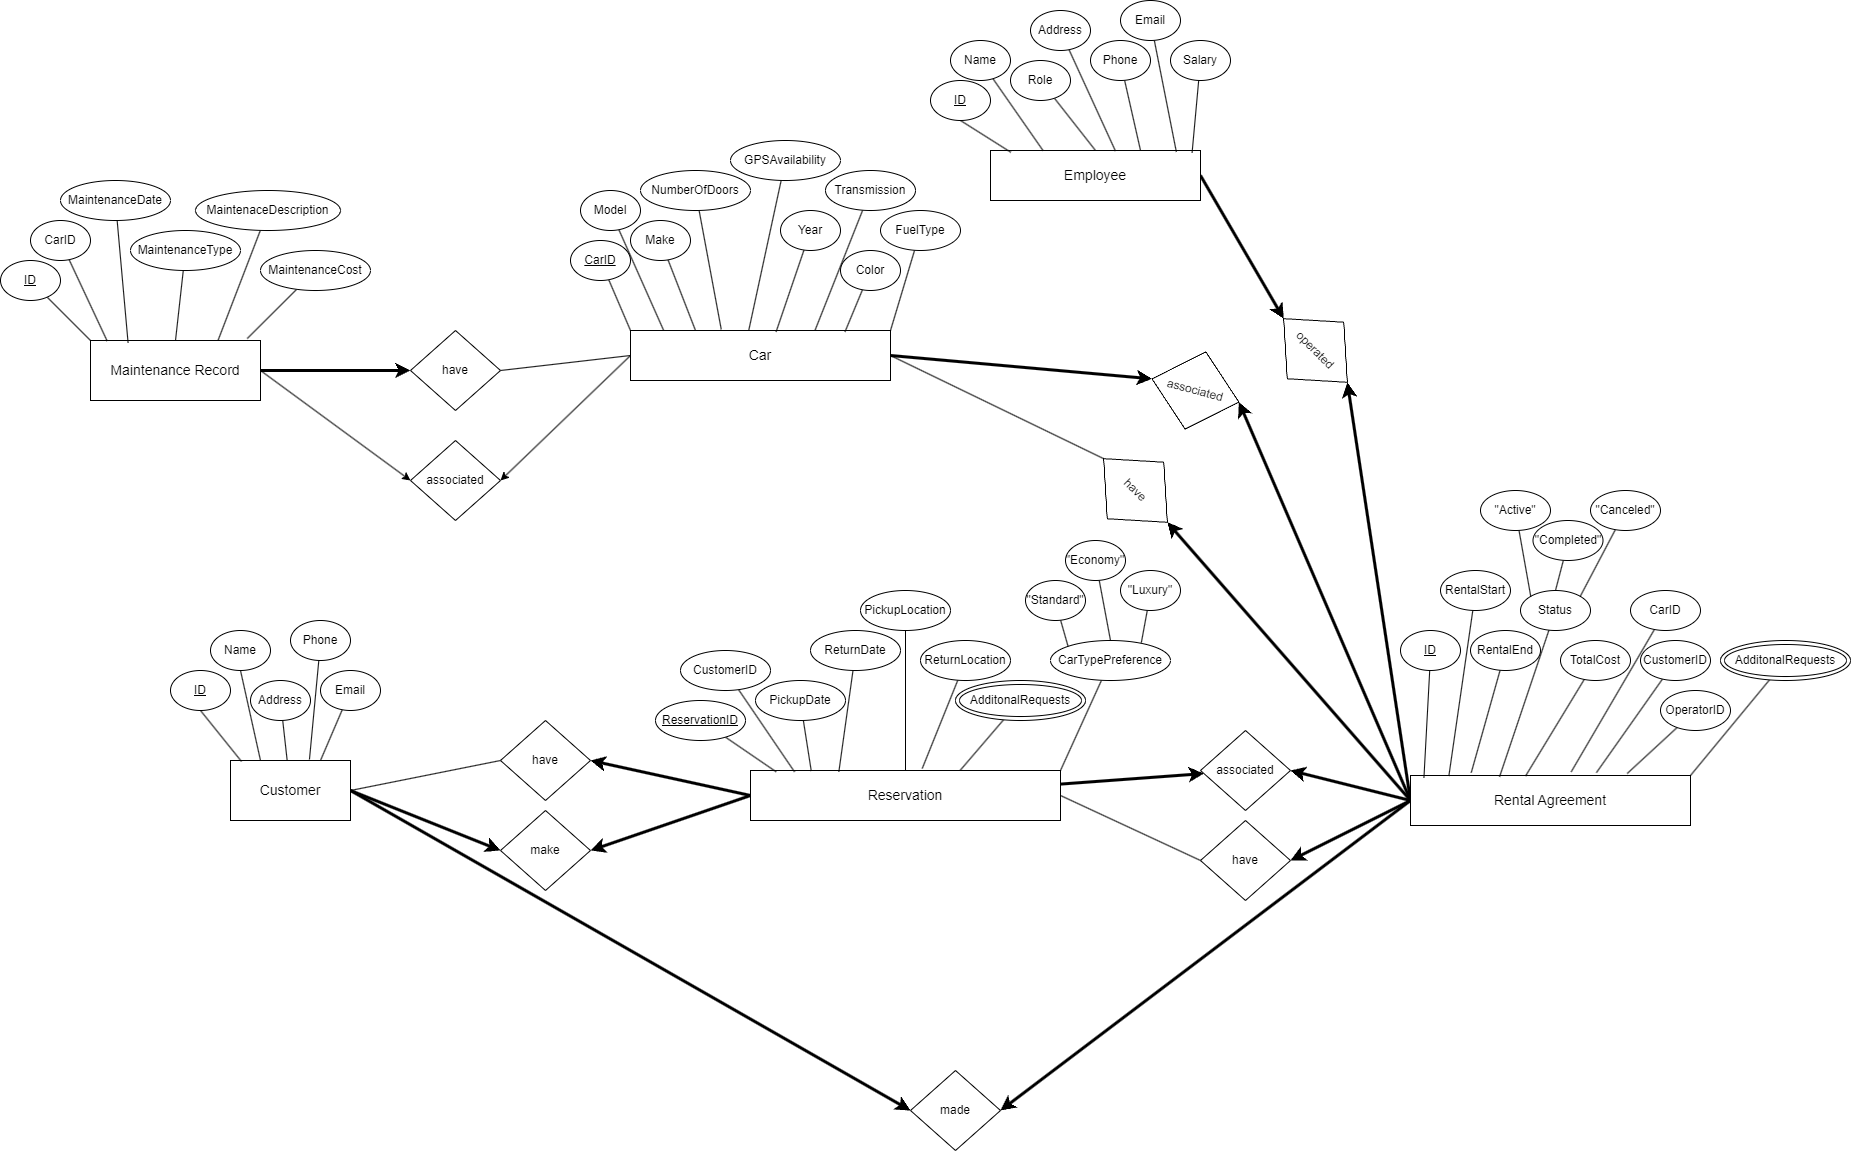 Email
Address
Name
Phone
Salary
Role
ID
Employee
GPSAvailability
NumberOfDoors
Transmission
Model
Make
Year
FuelType
CarID
Color
Car
MaintenanceDate
MaintenaceDescription
CarID
MaintenanceType
MaintenanceCost
ID
Maintenance Record
have
associated
associated
operated
have
"Active"
"Completed"
"Canceled"
RentalStart
Status
CarID
ID
RentalEnd
TotalCost
CustomerID
AdditonalRequests
OperatorID
Rental Agreement
"Economy"
"Standard"
"Luxury"
PickupLocation
CustomerID
ReturnDate
ReturnLocation
CarTypePreference
PickupDate
AdditonalRequests
ReservationID
Reservation
Phone
Name
ID
Address
Email
Customer
have
make
associated
have
made